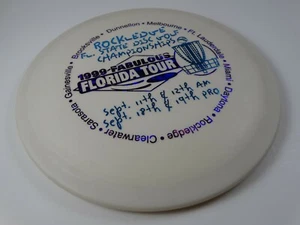 Gainesville • Brooksville • Dunnellon • Melbourne • Ft. Lauderdale • Miami • Daytona • Rockledge • Clearwater • Sarasota
ROCKLEDGE
FL. STATE DISC GOLF
CHAMPIONSHIPS
1999-FABULOUS
FLORIDA TOUR
Sept. 11th & 12th AM
Sept. 18th & 19th PRO.